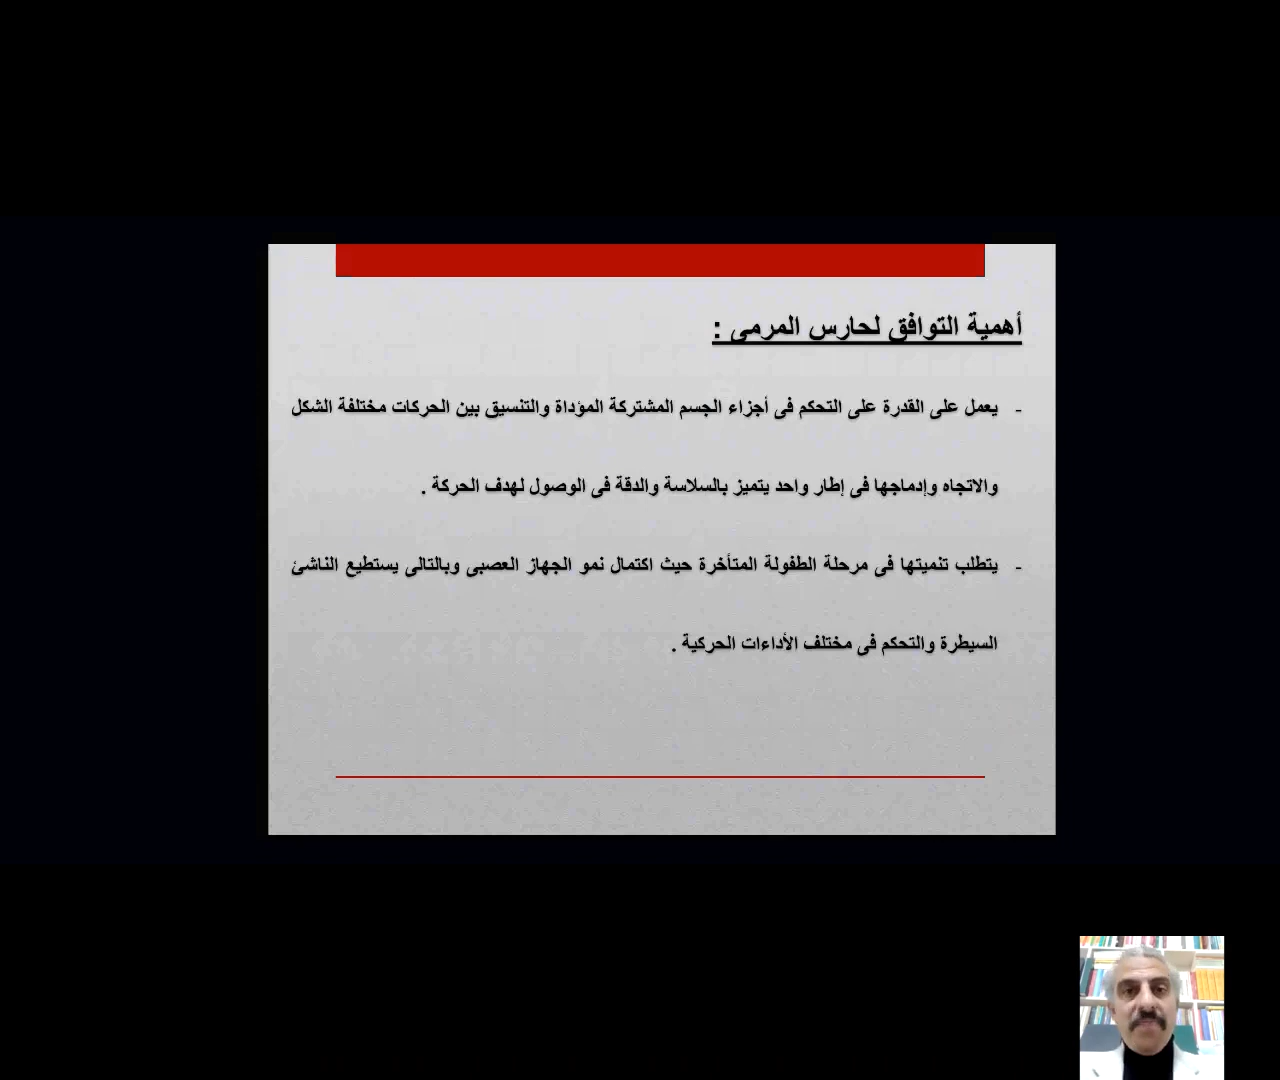 أهمية التوافق لحارس المرمى :
- يعمل على القدرة على التحكم فى أجزاء الجسم المشتركة المؤداة والتنسيق بين الحركات مختلفة الشكل
والاتجاه وإدماجها فى إطار واحد يتميز بالسلاسة والدقة فى الوصول لهدف الحركة .
- يتطلب تنميتها فى مرحلة الطفولة المتأخرة حيث اكتمال نمو الجهاز العصبى وبالتالى يستطيع الناشئ
السيطرة والتحكم فى مختلف الأداءات الحركية .